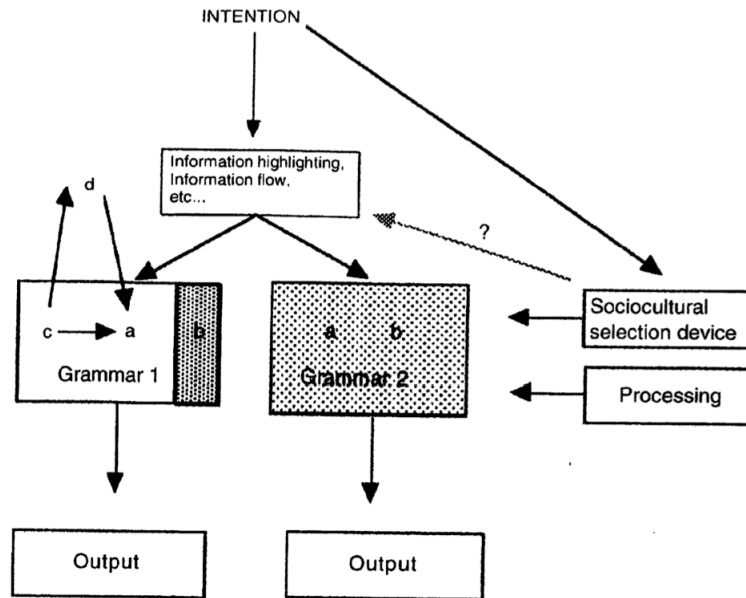 INTENTION
Information highlighting,
Information flow,
etc...
d
?
c a b
Grammar 1
a b
Grammar 2
Sociocultural
selection device
Processing
Output
Output